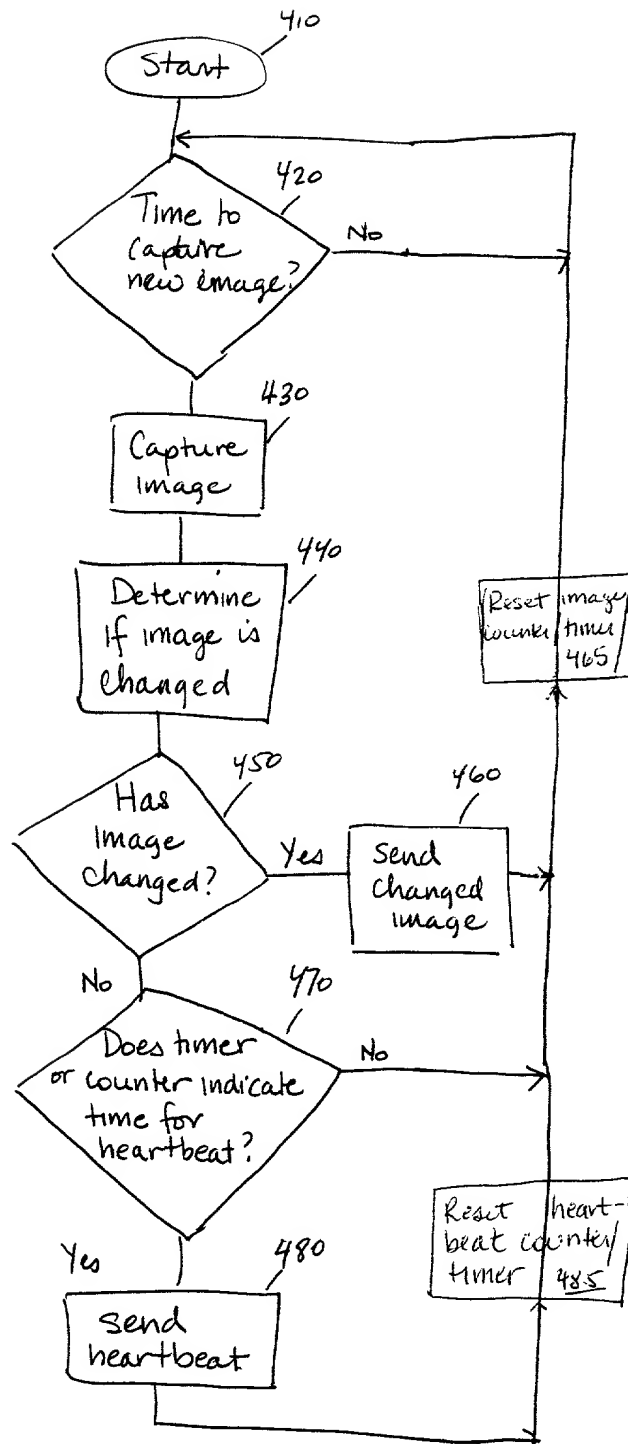 410
Start
420
Time to
capture
new image?
No
430
Capture
image
440
Determine
if image is
changed
Reset image
counter/timer
465
450
Has
image
changed?
Yes
460
Send
changed
image
No
470
Does timer
or counter indicate
time for
heartbeat?
No
Reset heart-
beat counter/
timer 485
Yes
480
Send
heartbeat